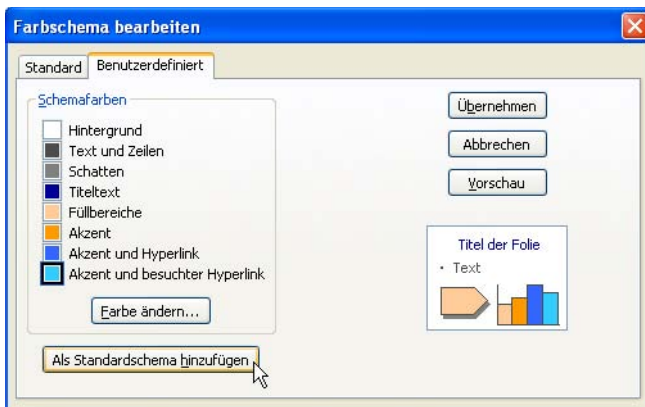 Farbschema bearbeiten
Standard
Benutzerdefiniert
Schemafarben
Hintergrund
Text und Zeilen
Schatten
Titeltext
Füllbereiche
Akzent
Akzent und Hyperlink
Akzent und besuchter Hyperlink
Farbe ändern...
Als Standardschema hinzufügen
Übernehmen
Abbrechen
Vorschau
Titel der Folie
• Text